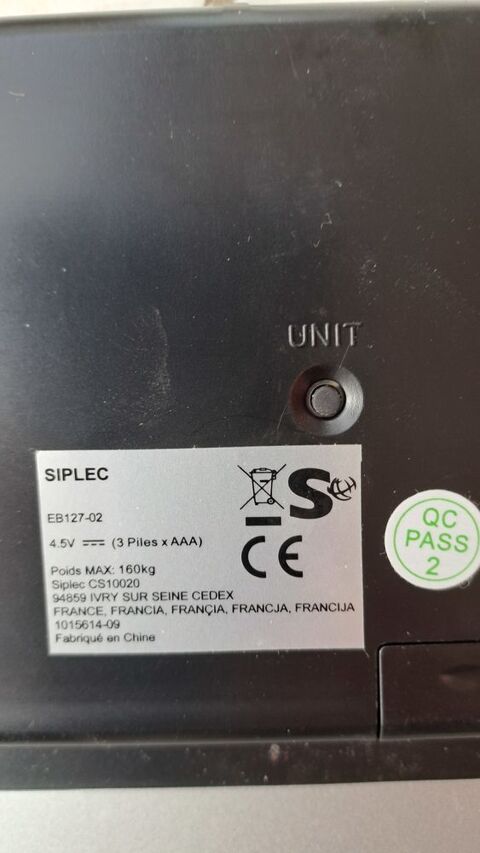 UNIT
SIPLEC
EB127-02
4.5V ⎓ (3 Piles x AAA)
Poids MAX: 160kg
Siplec CS10020
94859 IVRY SUR SEINE CEDEX
FRANCE, FRANCIA, FRANÇIA, FRANCJA, FRANCIJA
1015614-09
Fabriqué en Chine
S
CE
QC
PASS
2